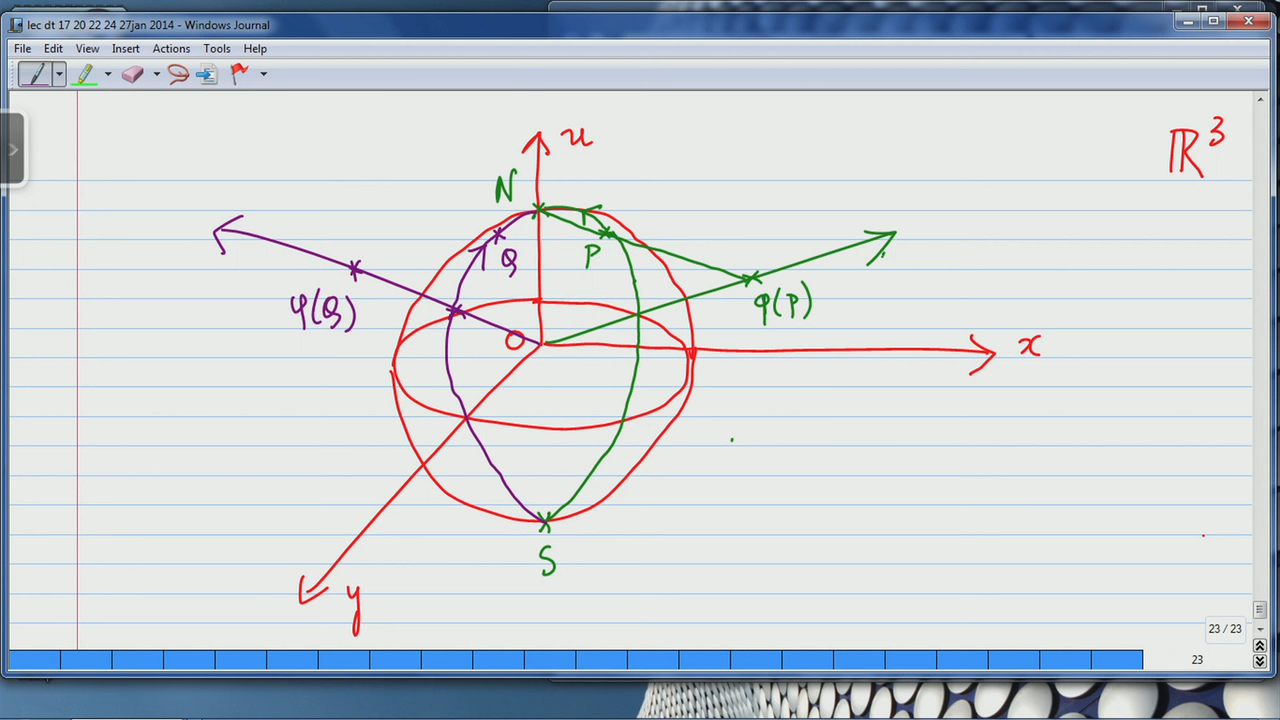 lec dt 17 20 22 24 27jan 2014 - Windows Journal
File Edit View Insert Actions Tools Help
ℝ³
u
N
Q
P
φ(Q)
φ(P)
O
x
S
y
23 / 23
23